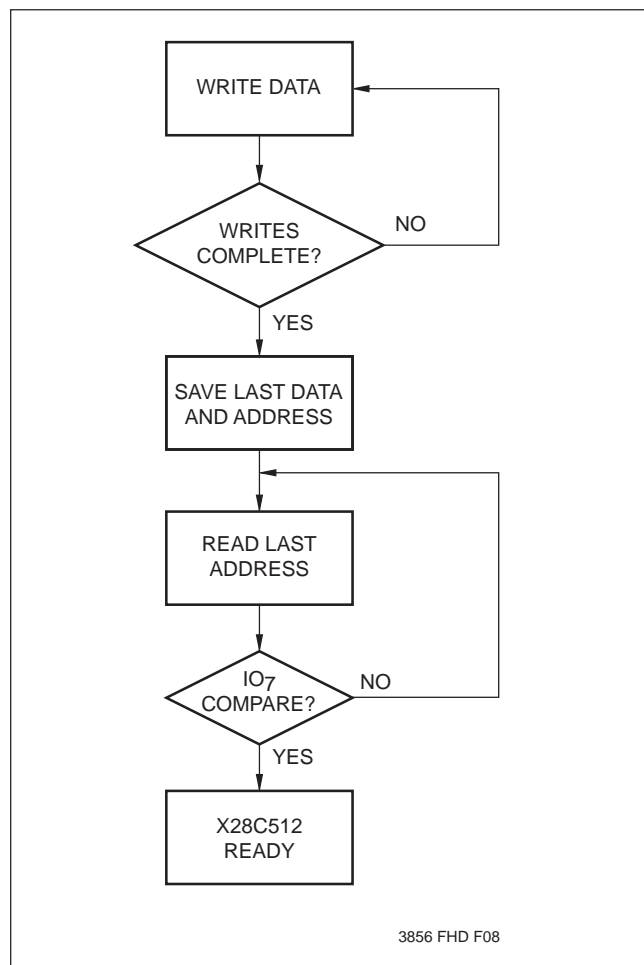 WRITE DATA
WRITES
COMPLETE?
NO
YES
SAVE LAST DATA
AND ADDRESS
READ LAST
ADDRESS
IO7
COMPARE?
NO
YES
X28C512
READY
3856 FHD F08